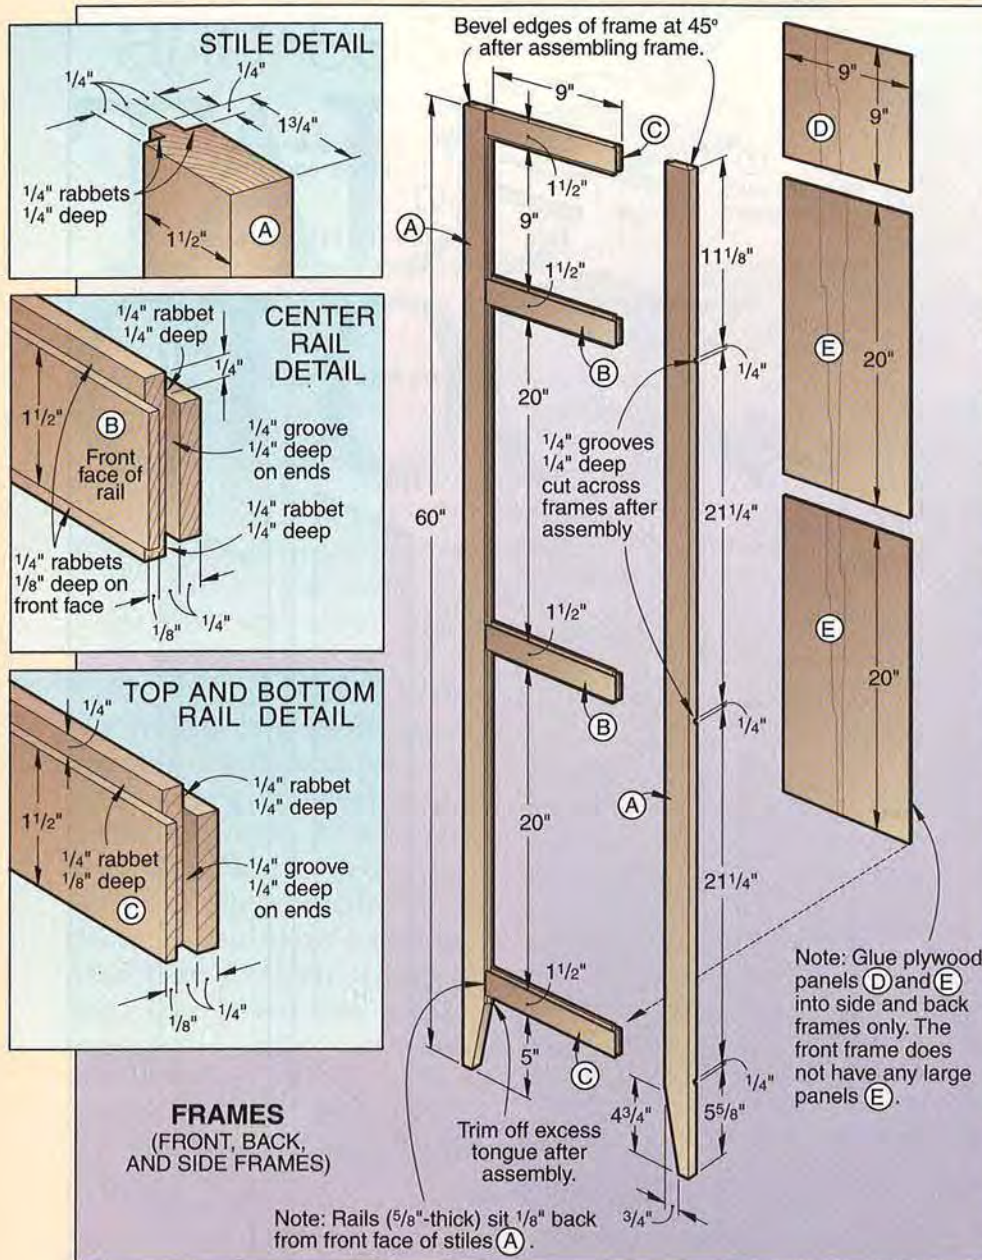 STILE DETAIL
1/4"
1/4"
1 3/4"
1/4" rabbets
1/4" deep
1 1/2"
A
CENTER
RAIL
DETAIL
1/4" rabbet
1/4" deep
1/4"
1 1/2"
B
Front
face of
rail
1/4" groove
1/4" deep
on ends
1/4" rabbet
1/4" deep
1/4" rabbets
1/8" deep on
front face
1/8"
1/4"
TOP AND BOTTOM
RAIL DETAIL
1/4"
1/4" rabbet
1/4" deep
1 1/2"
1/4" rabbet
1/8" deep
C
1/4" groove
1/4" deep
on ends
1/8"
1/4"
FRAMES
(FRONT, BACK,
AND SIDE FRAMES)
Bevel edges of frame at 45°
after assembling frame.
9"
C
1 1/2"
A
9"
1 1/2"
B
20"
60"
1 1/2"
B
20"
1 1/2"
5"
C
Trim off excess
tongue after
assembly.
Note: Rails (5/8"-thick) sit 1/8" back
from front face of stiles A.
11 1/8"
1/4"
1/4" grooves
1/4" deep
cut across
frames after
assembly
21 1/4"
1/4"
A
21 1/4"
1/4"
4 3/4"
5 5/8"
3/4"
9"
D
9"
E
20"
E
20"
Note: Glue plywood
panels D and E
into side and back
frames only. The
front frame does
not have any large
panels E.